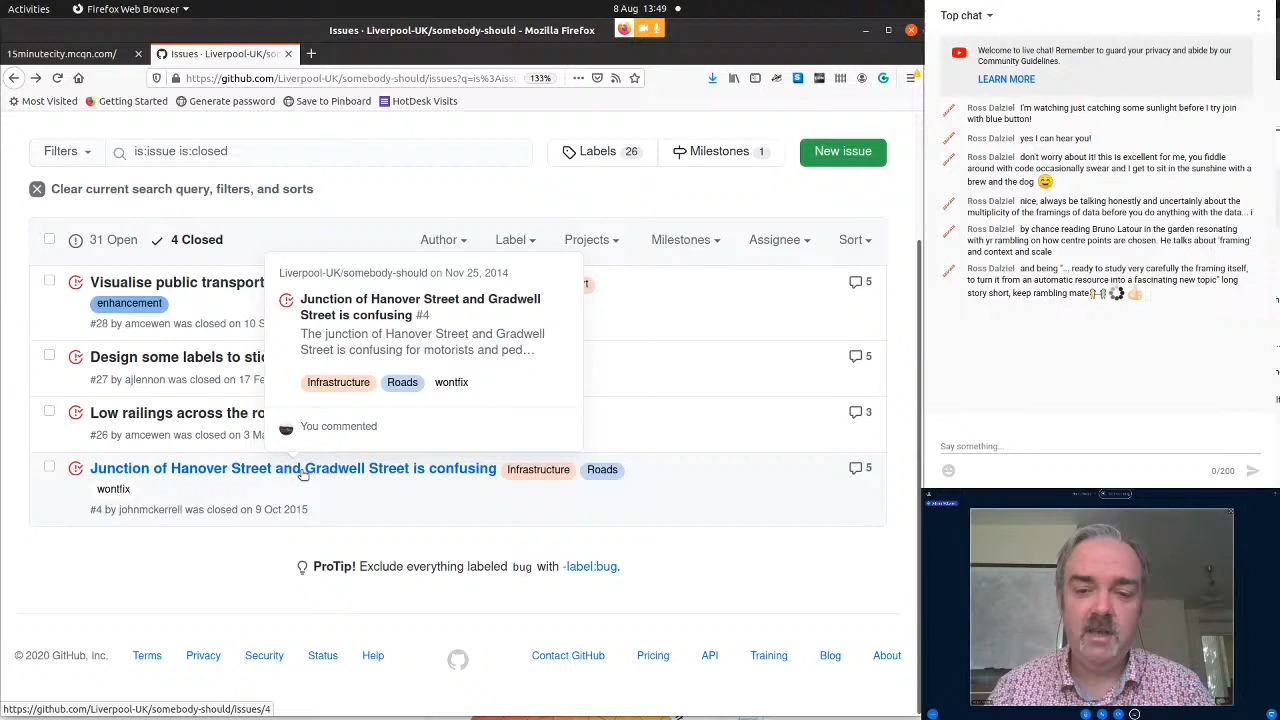 Activities
Firefox Web Browser
8 Aug 13:49
Issues · Liverpool-UK/somebody-should - Mozilla Firefox
15minutecity.mcqn.com/
Issues · Liverpool-UK/so
https://github.com/Liverpool-UK/somebody-should/issues?q=is%3Aiss
133%
Most Visited
Getting Started
Generate password
Save to Pinboard
HotDesk Visits
Filters
is:issue is:closed
Labels 26
Milestones 1
New issue
Clear current search query, filters, and sorts
31 Open
4 Closed
Author
Label
Projects
Milestones
Assignee
Sort
Visualise public transport
5
enhancement
#28 by amcewen was closed on 10 S
Design some labels to stic
5
#27 by ajlennon was closed on 17 Fe
Low railings across the ro
3
#26 by amcewen was closed on 3 Ma
Liverpool-UK/somebody-should on Nov 25, 2014
Junction of Hanover Street and Gradwell
Street is confusing #4
The junction of Hanover Street and Gradwell
Street is confusing for motorists and ped…
Infrastructure
Roads
wontfix
You commented
Junction of Hanover Street and Gradwell Street is confusing
Infrastructure
Roads
5
wontfix
#4 by johnmckerrell was closed on 9 Oct 2015
ProTip! Exclude everything labeled bug with -label:bug.
© 2020 GitHub, Inc.
Terms
Privacy
Security
Status
Help
Contact GitHub
Pricing
API
Training
Blog
About
https://github.com/Liverpool-UK/somebody-should/issues/4
Top chat
Welcome to live chat! Remember to guard your privacy and abide by our
Community Guidelines.
LEARN MORE
Ross Dalziel I'm watching just catching some sunlight before I try join
with blue button!
Ross Dalziel yes I can hear you!
Ross Dalziel don't worry about it! this is excellent for me, you fiddle
around with code occasionally swear and I get to sit in the sunshine with a
brew and the dog
Ross Dalziel nice, always be talking honestly and uncertainly about the
multiplicity of the framings of data before you do anything with the data... i
Ross Dalziel by chance reading Bruno Latour in the garden resonating
with yr rambling on how centre points are chosen. He talks about 'framing'
and context and scale
Ross Dalziel and being "... ready to study very carefully the framing itself,
to turn it from an automatic resource into a fascinating new topic" long
story short, keep rambling mate
Say something...
0/200